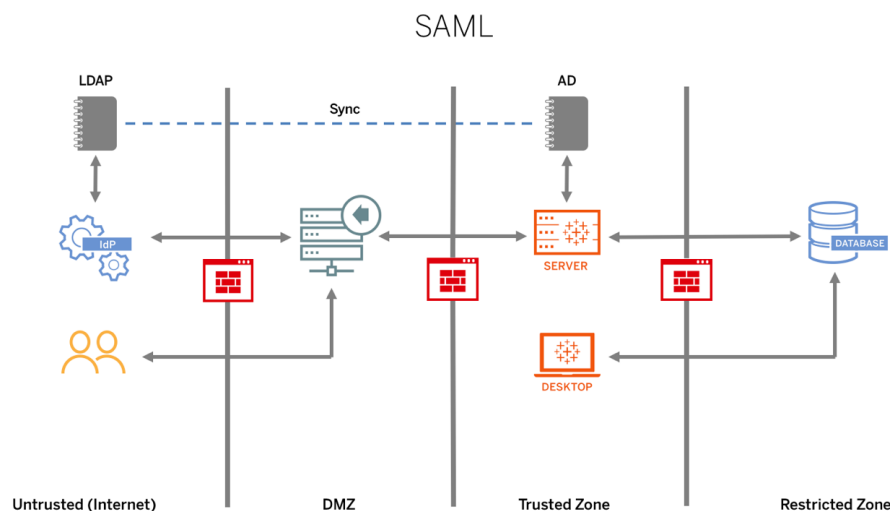 SAML
LDAP
AD
Sync
IdP
SERVER
DATABASE
DESKTOP
Untrusted (Internet)
DMZ
Trusted Zone
Restricted Zone